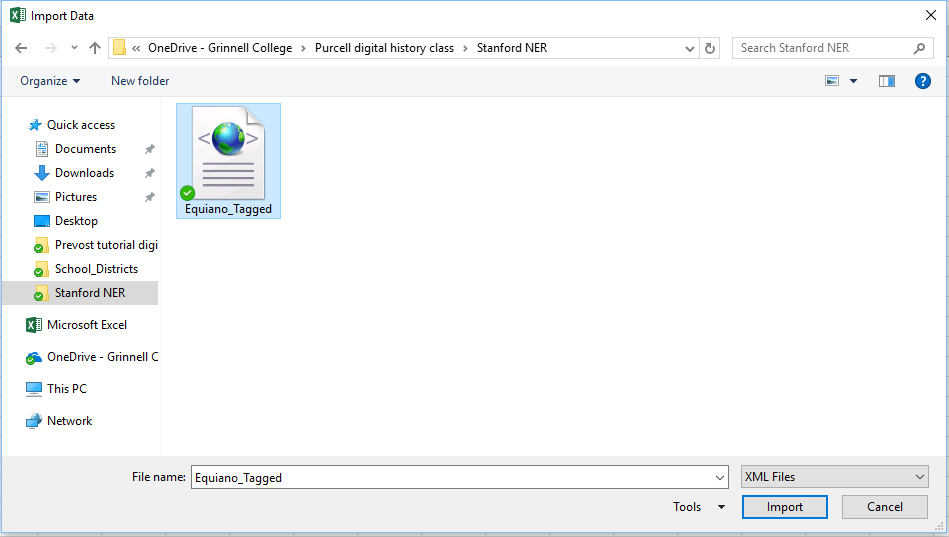 Import Data
« OneDrive - Grinnell College > Purcell digital history class > Stanford NER
Search Stanford NER
Organize
New folder
Quick access
Documents
Downloads
Pictures
Desktop
Prevost tutorial digi
School_Districts
Stanford NER
Microsoft Excel
OneDrive - Grinnell C
This PC
Network
Equiano_Tagged
File name: Equiano_Tagged
XML Files
Tools
Import
Cancel